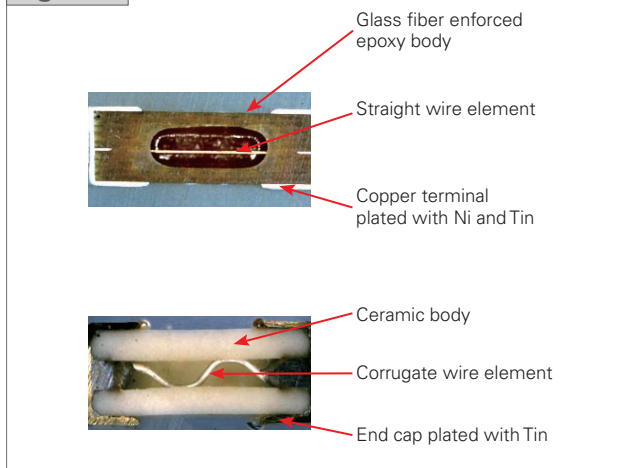 Glass fiber enforced
epoxy body
Straight wire element
Copper terminal
plated with Ni and Tin
Ceramic body
Corrugate wire element
End cap plated with Tin